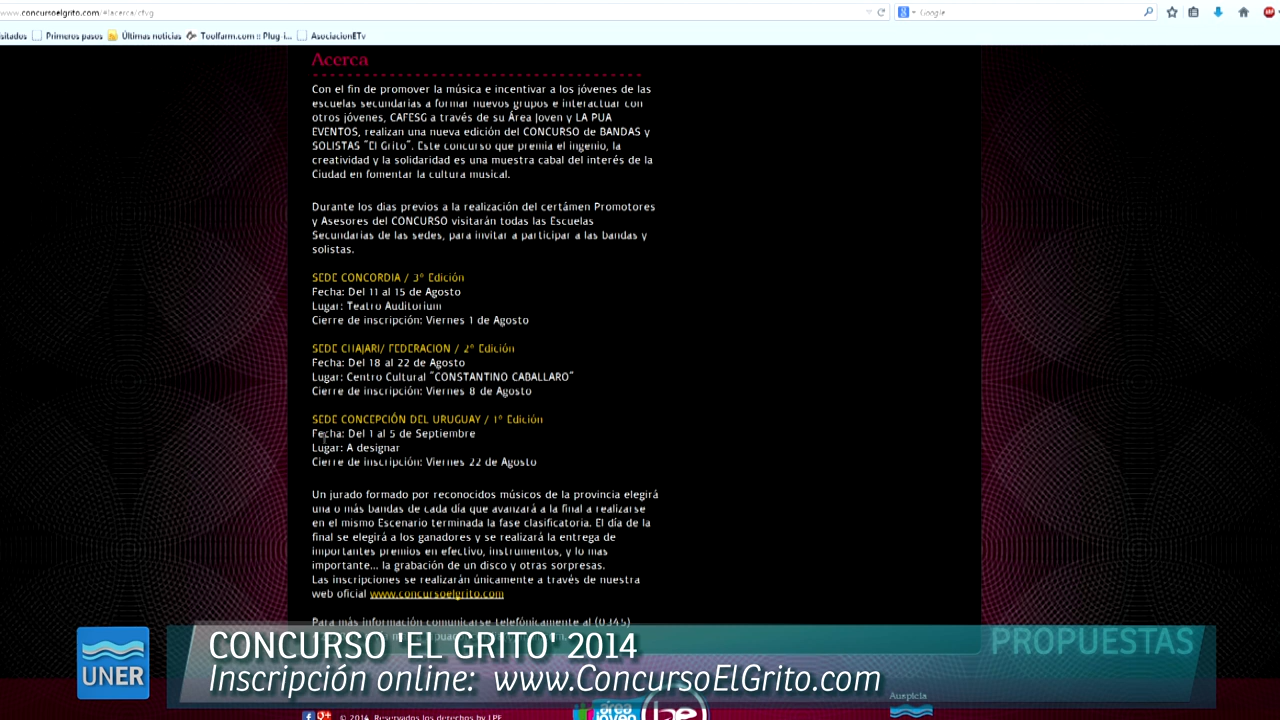 www.concursoelgrito.com/#!acerca/ctvg
Google
sitados Primeros pasos Últimas noticias Toolfarm.com :: Plug-i... AsociacionETv
Acerca
Con el fin de promover la música e incentivar a los jóvenes de las
escuelas secundarias a formar nuevos grupos e interactuar con
otros jóvenes, CAFESG a través de su Área Joven y LA PUA
EVENTOS, realizan una nueva edición del CONCURSO de BANDAS y
SOLISTAS "El Grito". Este concurso que premia el ingenio, la
creatividad y la solidaridad es una muestra cabal del interés de la
Ciudad en fomentar la cultura musical.
Durante los dias previos a la realización del certámen Promotores
y Asesores del CONCURSO visitarán todas las Escuelas
Secundarias de las sedes, para invitar a participar a las bandas y
solistas.
SEDE CONCORDIA / 3° Edición
Fecha: Del 11 al 15 de Agosto
Lugar: Teatro Auditorium
Cierre de inscripción: Viernes 1 de Agosto
SEDE CHAJARI/ FEDERACION / 2° Edición
Fecha: Del 18 al 22 de Agosto
Lugar: Centro Cultural "CONSTANTINO CABALLARO"
Cierre de inscripción: Viernes 8 de Agosto
SEDE CONCEPCIÓN DEL URUGUAY / 1° Edición
Fecha: Del 1 al 5 de Septiembre
Lugar: A designar
Cierre de inscripción: Viernes 22 de Agosto
Un jurado formado por reconocidos músicos de la provincia elegirá
una o más bandas de cada día que avanzará a la final a realizarse
en el mismo Escenario terminada la fase clasificatoria. El día de la
final se elegirá a los ganadores y se realizará la entrega de
importantes premios en efectivo, instrumentos, y lo mas
importante... la grabación de un disco y otras sorpresas.
Las inscripciones se realizarán únicamente a través de nuestra
web oficial www.concursoelgrito.com
Para más información comunicarse telefónicamente al (0345)
CONCURSO 'EL GRITO' 2014
PROPUESTAS
Inscripción online: www.ConcursoElGrito.com
UNER
Auspicia
© 2014 Reservados los derechos by LPE
área
joven
lpe